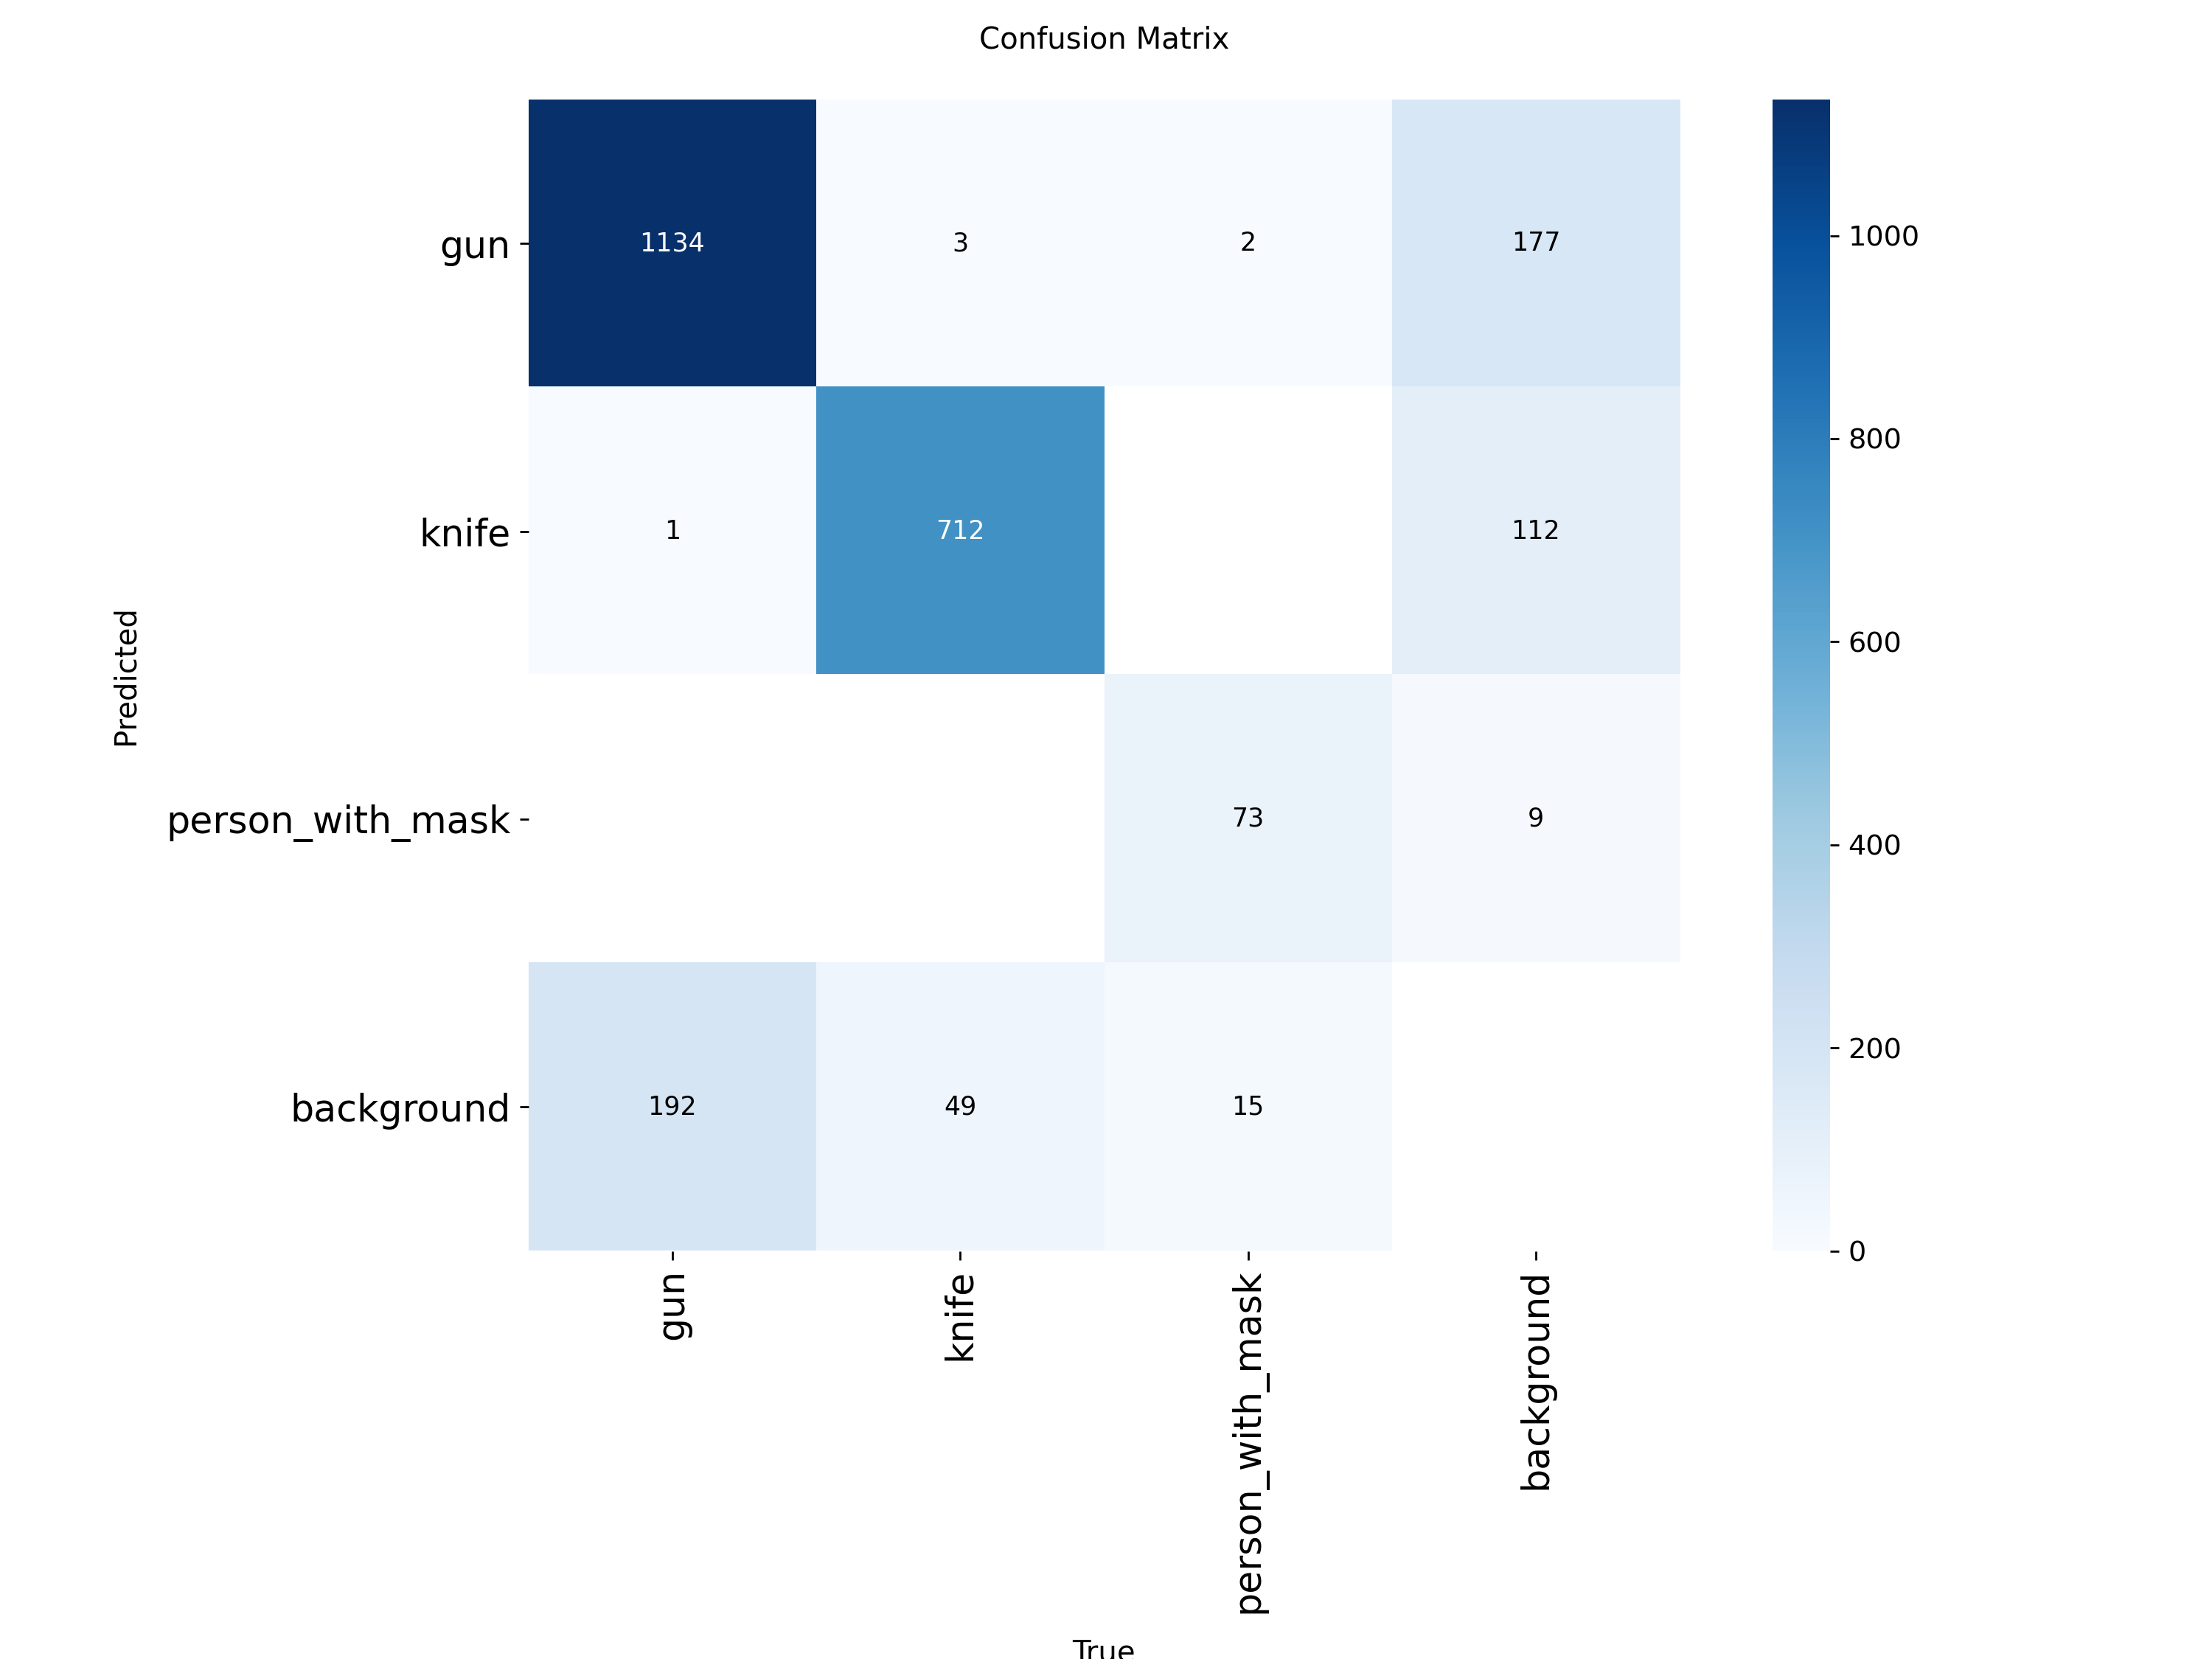 Confusion Matrix
gun
1134
3
2
177
knife
1
712
112
person_with_mask
73
9
background
192
49
15
Predicted
gun
knife
person_with_mask
background
True
1000
800
600
400
200
0